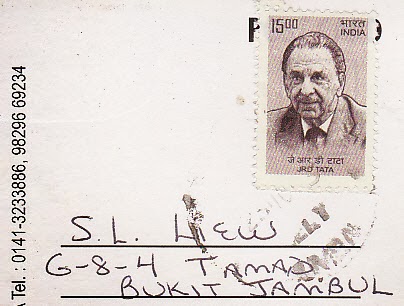 15.00 भारत
INDIA
जे आर डी टाटा
JRD TATA
Tel.: 0141-3233886, 98296 69234
S. L. LIEW
G-8-4 TAMAN
BUKIT JAMBUL